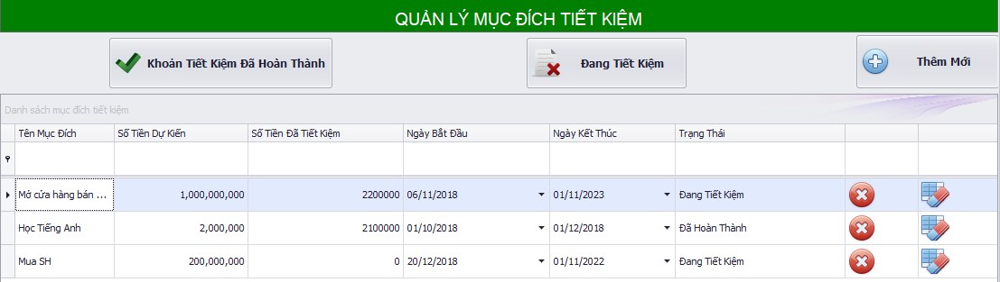 QUẢN LÝ MỤC ĐÍCH TIẾT KIỆM
Khoản Tiết Kiệm Đã Hoàn Thành Đang Tiết Kiệm Thêm Mới
Danh sách mục đích tiết kiệm
Tên Mục Đích Số Tiền Dự Kiến Số Tiền Đã Tiết Kiệm Ngày Bắt Đầu Ngày Kết Thúc Trạng Thái
Mở cửa hàng bán ... 1,000,000,000 2200000 06/11/2018 01/11/2023 Đang Tiết Kiệm
Học Tiếng Anh 2,000,000 2100000 01/10/2018 01/12/2018 Đã Hoàn Thành
Mua SH 200,000,000 0 20/12/2018 01/11/2022 Đang Tiết Kiệm